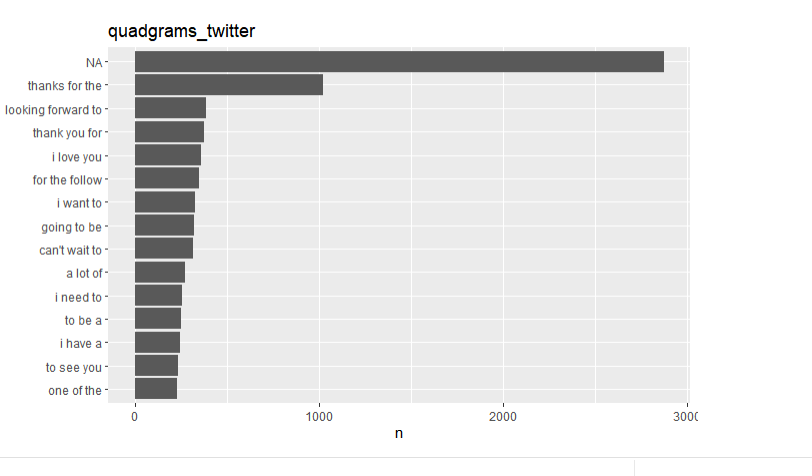 quadgrams_twitter
NA
thanks for the
looking forward to
thank you for
i love you
for the follow
i want to
going to be
can't wait to
a lot of
i need to
to be a
i have a
to see you
one of the
0 1000 2000 3000
n